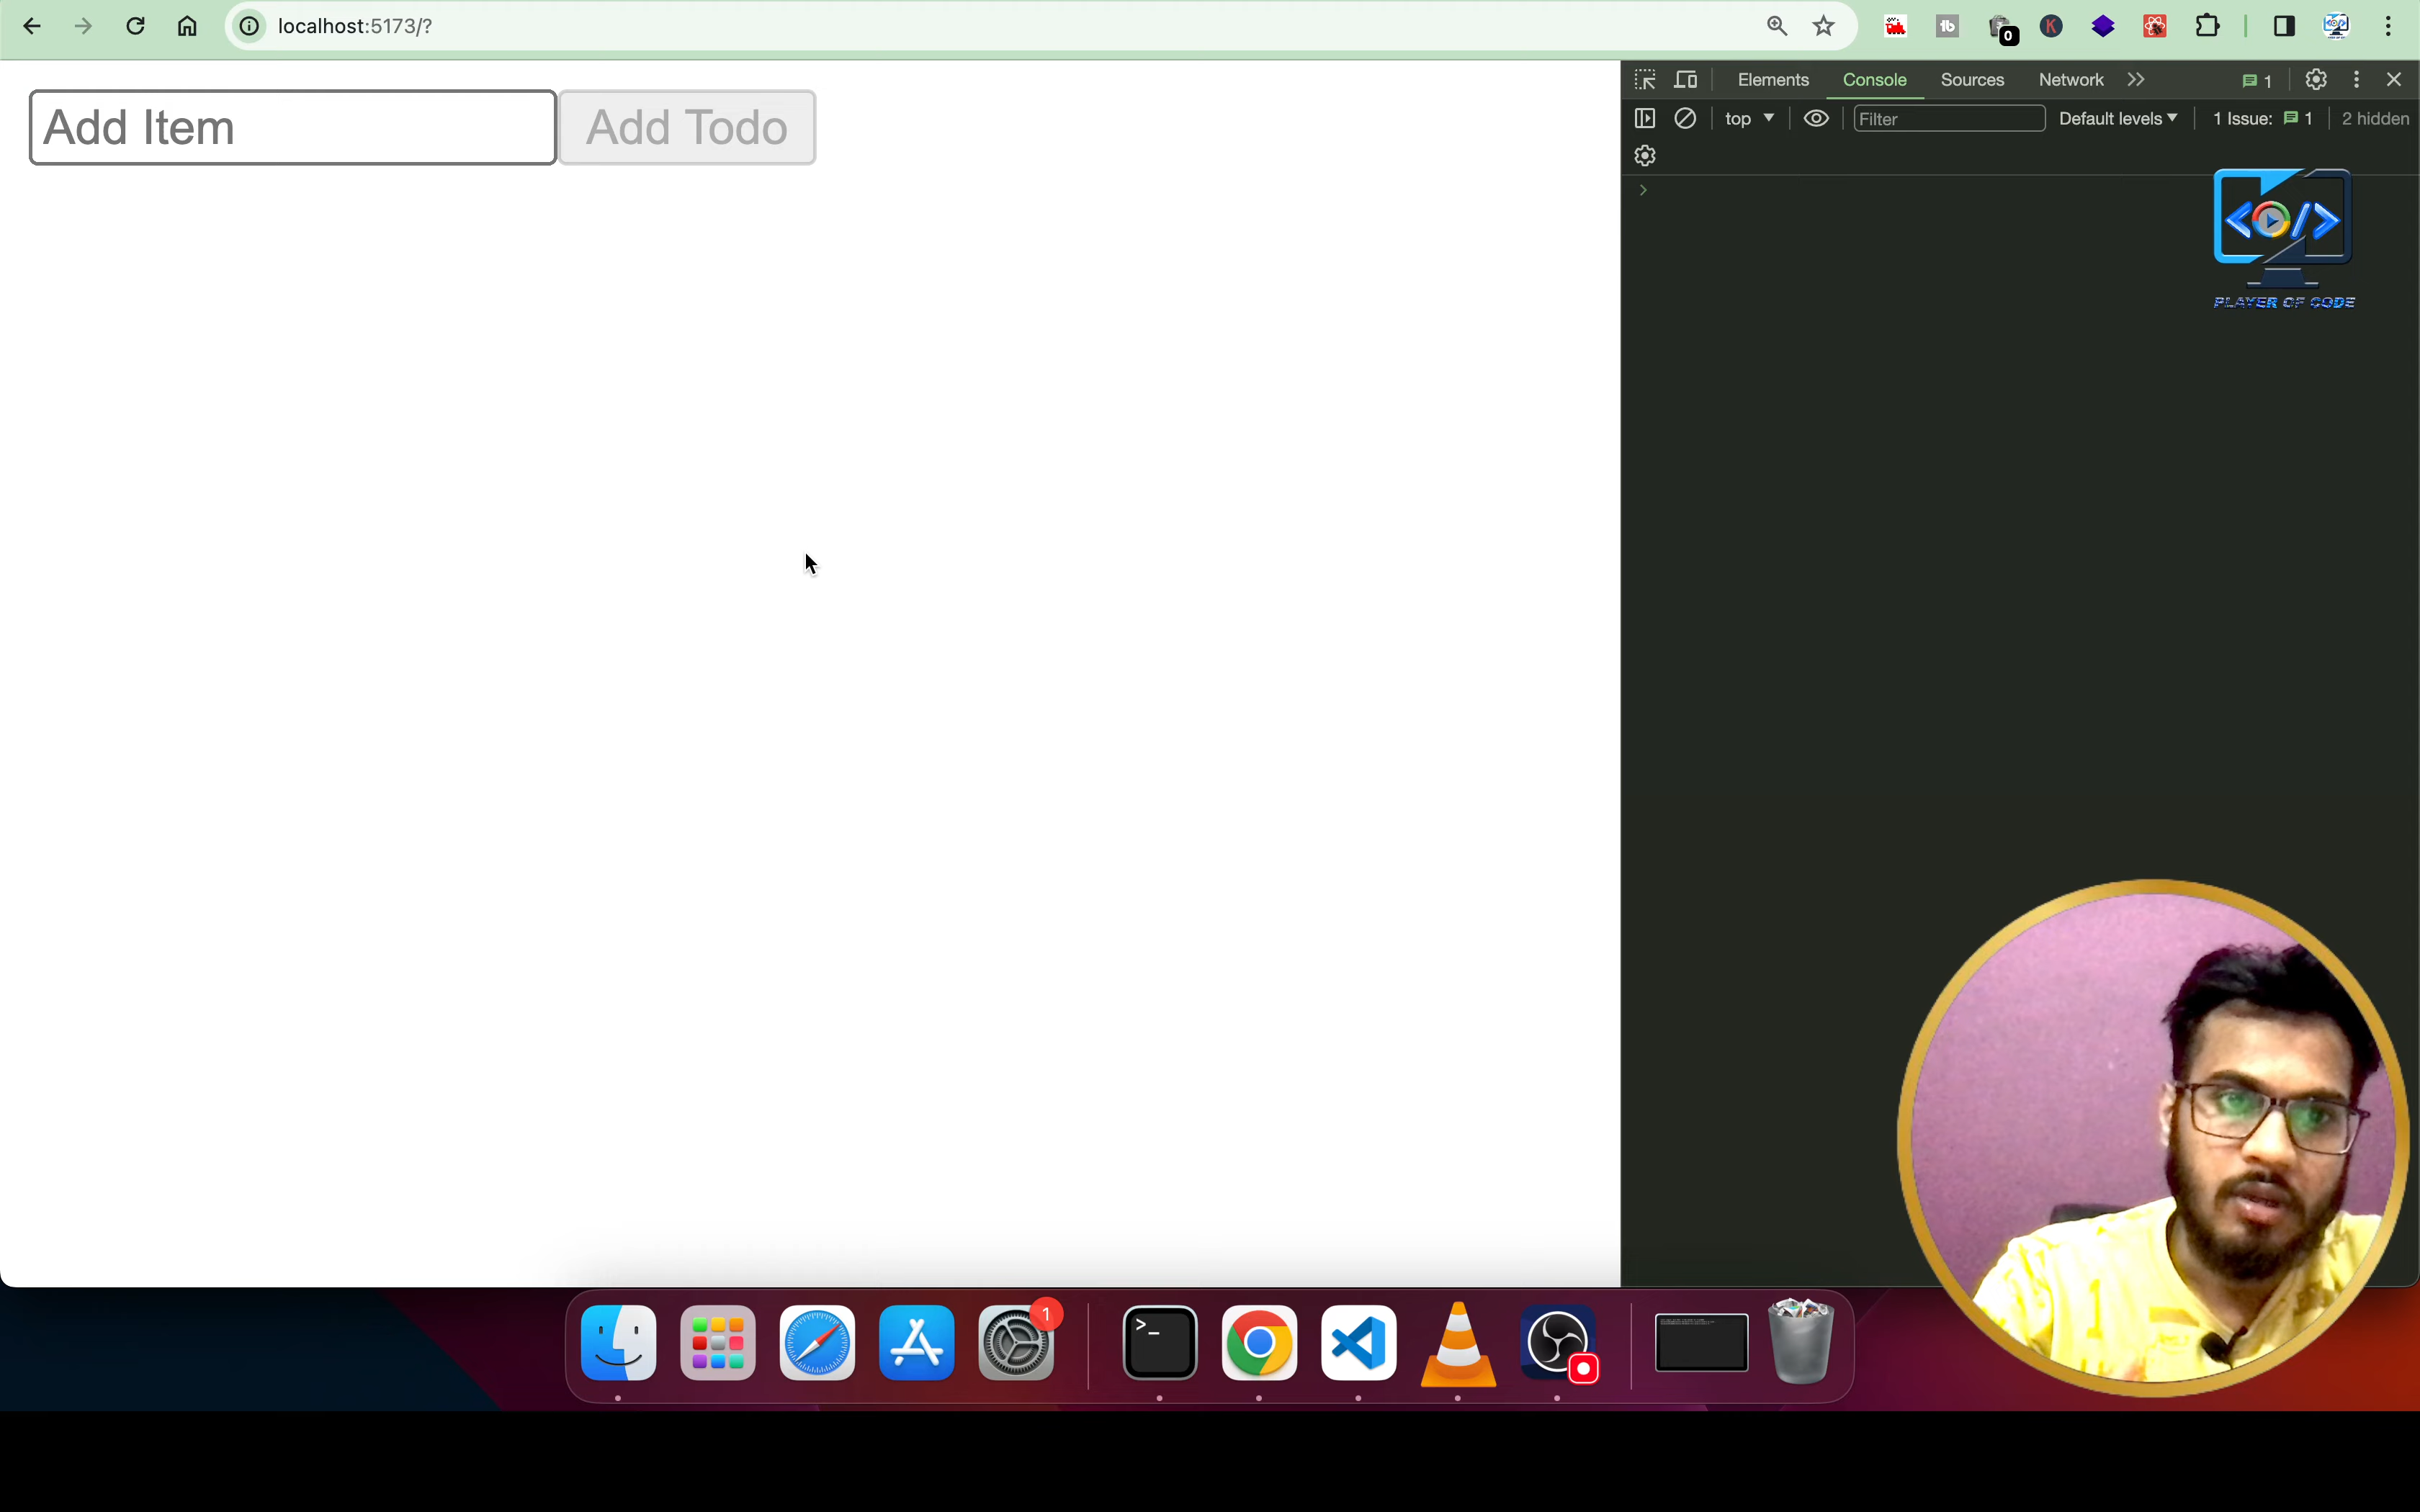 localhost:5173/?
Add Item
Add Todo
Elements
Console
Sources
Network
1
top
Filter
Default levels
1 Issue:
1
2 hidden
0
PLAYER OF CODE
1